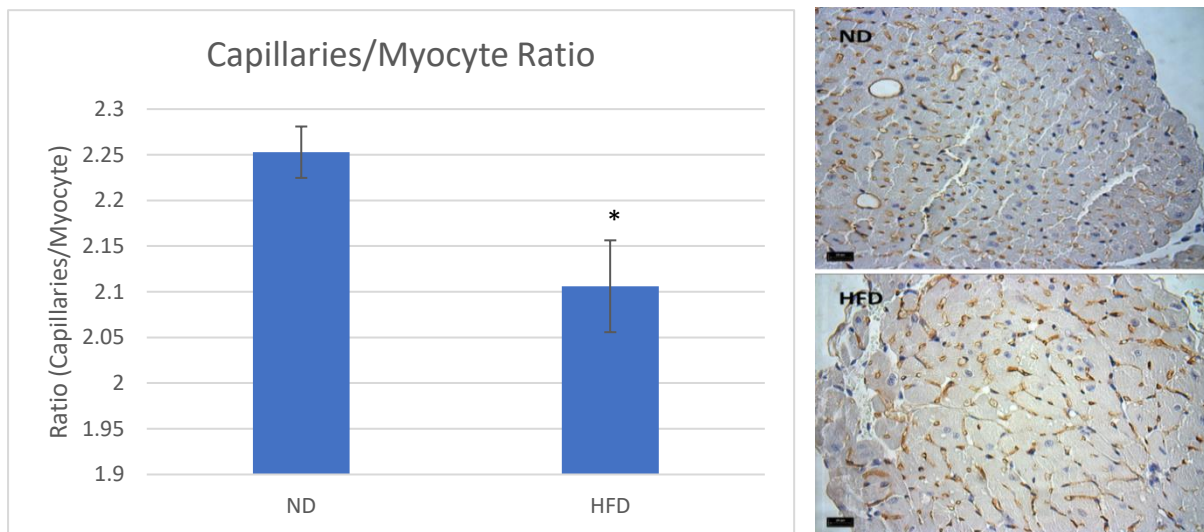 Capillaries/Myocyte Ratio
Ratio (Capillaries/Myocyte)
2.3
2.25
2.2
2.15
2.1
2.05
2
1.95
1.9
*
ND
HFD
ND
HFD